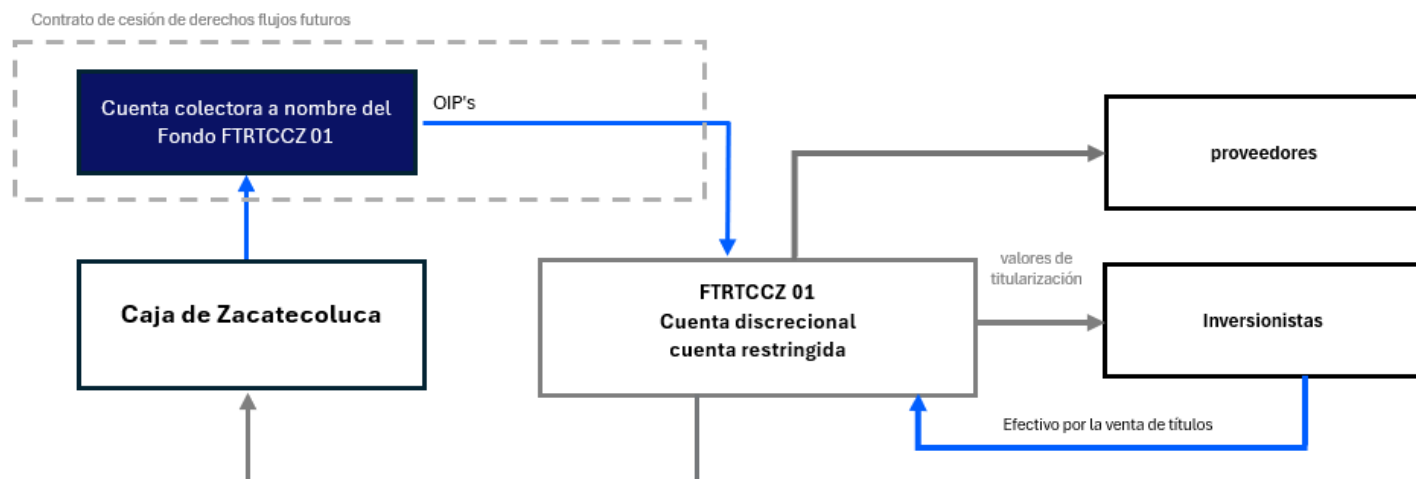 Contrato de cesión de derechos flujos futuros
Cuenta colectora a nombre del
Fondo FTRTCCZ 01
OIP's
proveedores
Caja de Zacatecoluca
FTRTCCZ 01
Cuenta discrecional
cuenta restringida
valores de
titularización
Inversionistas
Efectivo por la venta de títulos